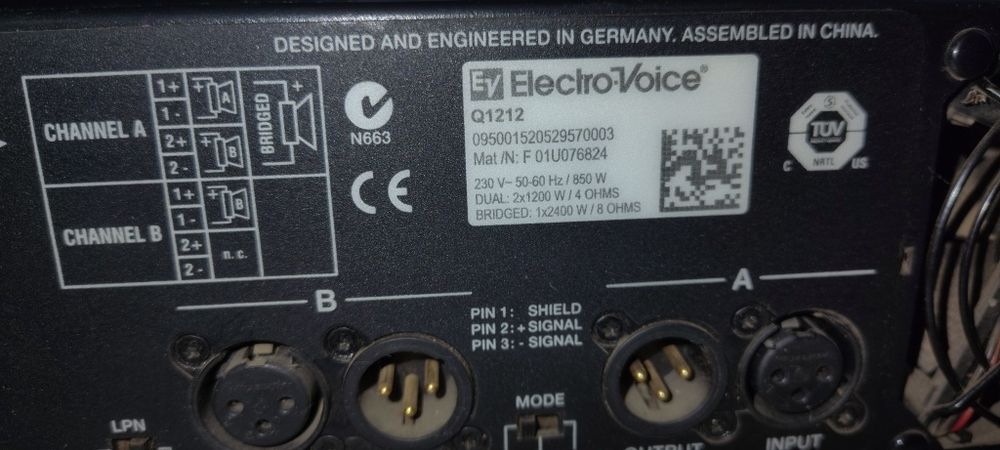 DESIGNED AND ENGINEERED IN GERMANY. ASSEMBLED IN CHINA.
CHANNEL A
1+
1-
2+
2-
+
A
+
B
BRIDGED
+
CHANNEL B
1+
1-
2+
2-
+
B
n.c.
N663
CE
EV Electro-Voice®
Q1212
095001520529570003
Mat /N: F 01U076824
230 V~ 50-60 Hz / 850 W
DUAL: 2x1200 W / 4 OHMS
BRIDGED: 1x2400 W / 8 OHMS
TÜV
C NRTL US
B
A
PIN 1: SHIELD
PIN 2: + SIGNAL
PIN 3: - SIGNAL
LPN
MODE
OUTPUT
INPUT